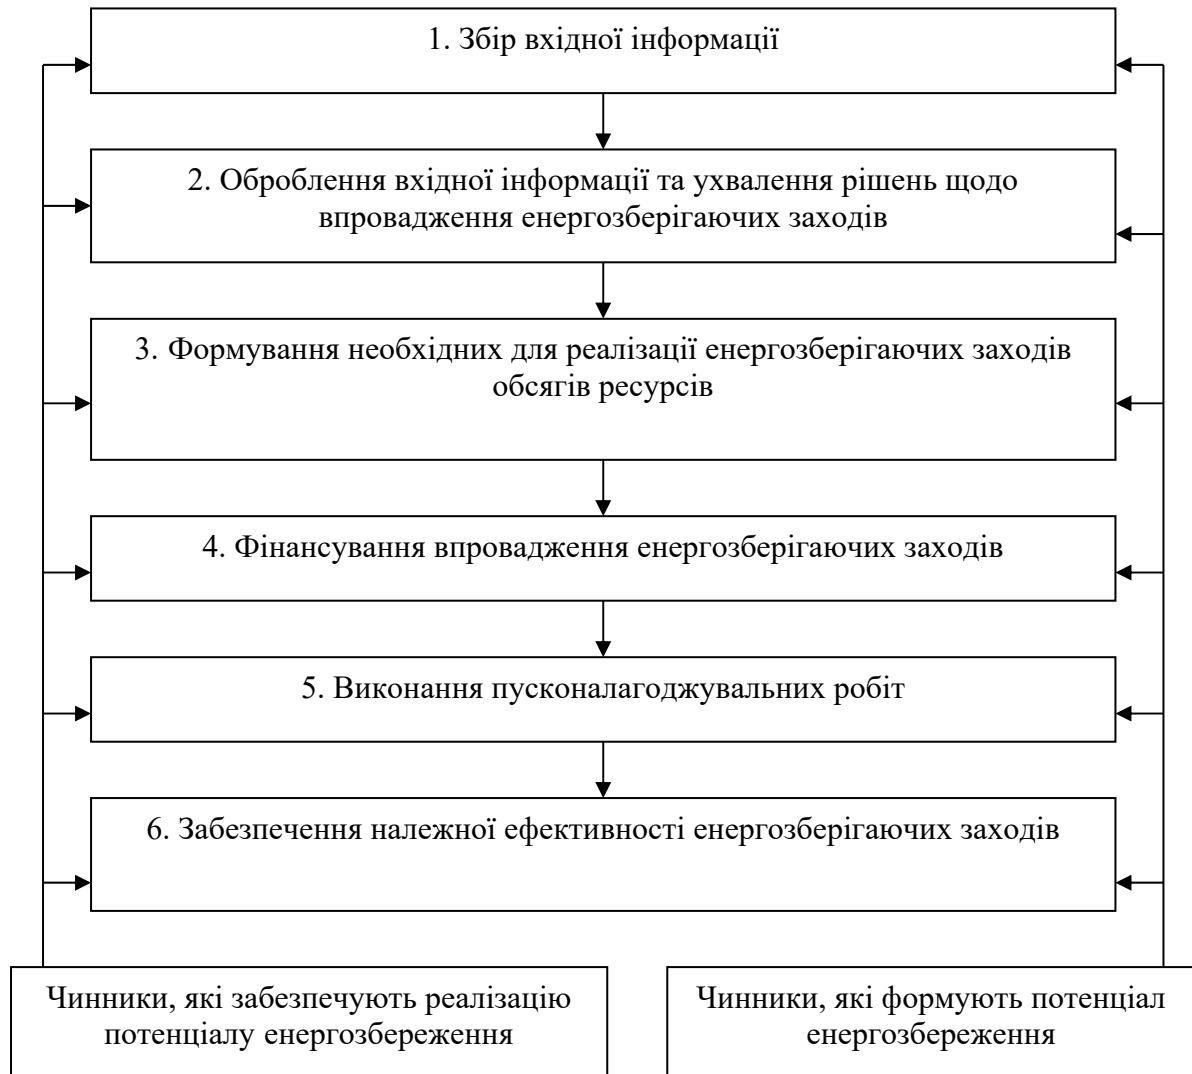 1. Збір вхідної інформації
2. Оброблення вхідної інформації та ухвалення рішень щодо
впровадження енергозберігаючих заходів
3. Формування необхідних для реалізації енергозберігаючих заходів
обсягів ресурсів
4. Фінансування впровадження енергозберігаючих заходів
5. Виконання пусконалагоджувальних робіт
6. Забезпечення належної ефективності енергозберігаючих заходів
Чинники, які забезпечують реалізацію
потенціалу енергозбереження
Чинники, які формують потенціал
енергозбереження